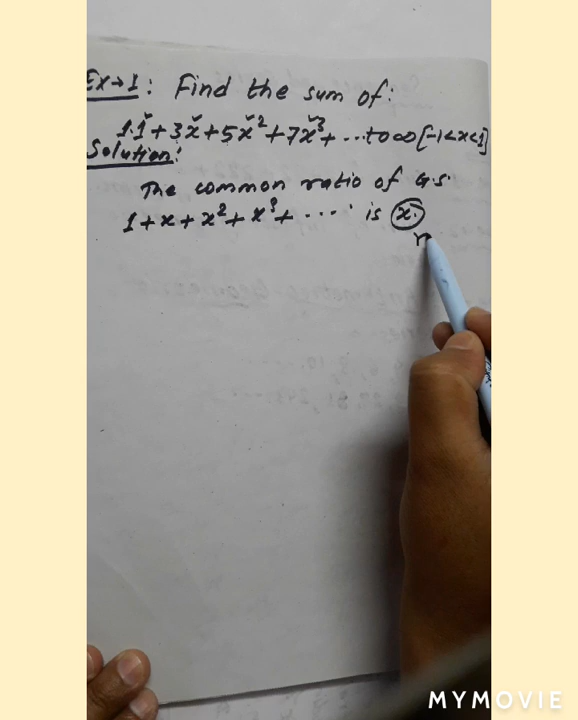 Ex→1: Find the sum of:
1.1+3x+5x²+7x³+...to∞[-1<x<1]
Solution:
The common ratio of G.S.
1+x+x²+x³+.... is x.
r
MYMOVIE